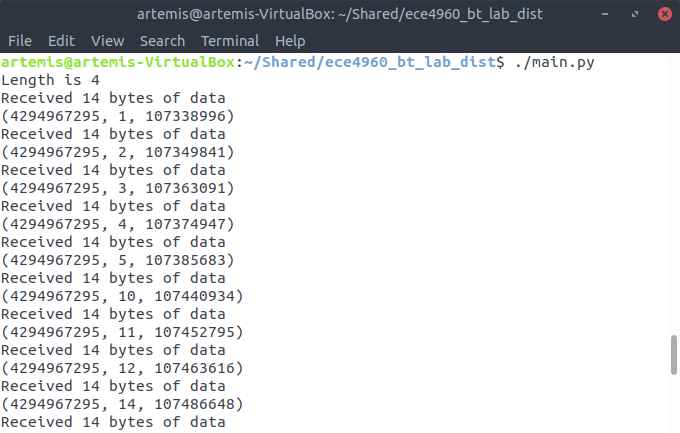 artemis@artemis-VirtualBox: ~/Shared/ece4960_bt_lab_dist
File Edit View Search Terminal Help
artemis@artemis-VirtualBox:~/Shared/ece4960_bt_lab_dist$ ./main.py
Length is 4
Received 14 bytes of data
(4294967295, 1, 107338996)
Received 14 bytes of data
(4294967295, 2, 107349841)
Received 14 bytes of data
(4294967295, 3, 107363091)
Received 14 bytes of data
(4294967295, 4, 107374947)
Received 14 bytes of data
(4294967295, 5, 107385683)
Received 14 bytes of data
(4294967295, 10, 107440934)
Received 14 bytes of data
(4294967295, 11, 107452795)
Received 14 bytes of data
(4294967295, 12, 107463616)
Received 14 bytes of data
(4294967295, 14, 107486648)
Received 14 bytes of data